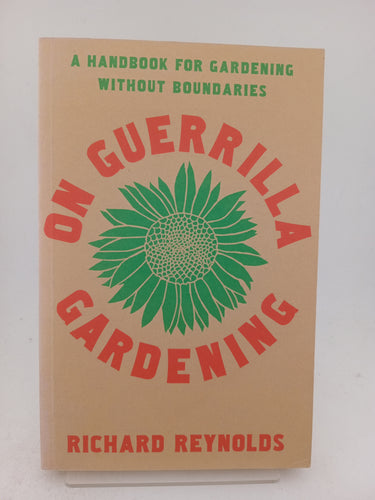 A HANDBOOK FOR GARDENING
WITHOUT BOUNDARIES
ON GUERRILLA
GARDENING
RICHARD REYNOLDS